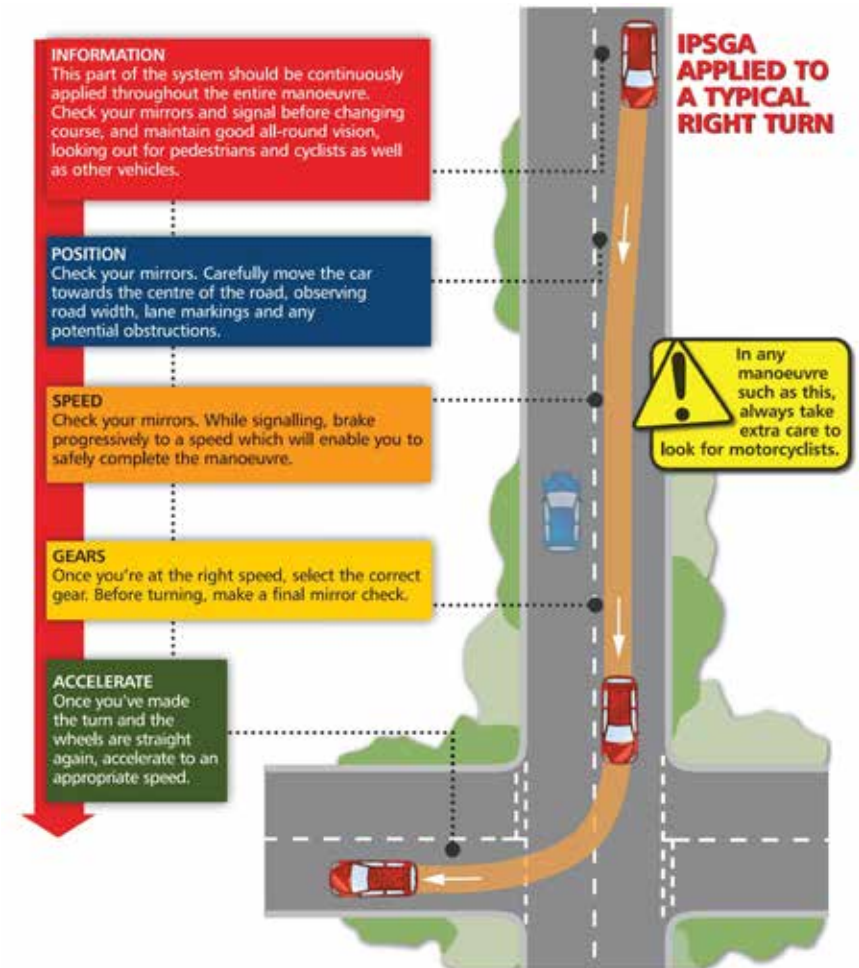 INFORMATION
This part of the system should be continuously
applied throughout the entire manoeuvre.
Check your mirrors and signal before changing
course, and maintain good all-round vision,
looking out for pedestrians and cyclists as well
as other vehicles.
IPSGA
APPLIED TO
A TYPICAL
RIGHT TURN
POSITION
Check your mirrors. Carefully move the car
towards the centre of the road, observing
road width, lane markings and any
potential obstructions.
In any
manoeuvre
such as this,
always take
extra care to
look for motorcyclists.
SPEED
Check your mirrors. While signalling, brake
progressively to a speed which will enable you to
safely complete the manoeuvre.
GEARS
Once you're at the right speed, select the correct
gear. Before turning, make a final mirror check.
ACCELERATE
Once you've made
the turn and the
wheels are straight
again, accelerate to an
appropriate speed.